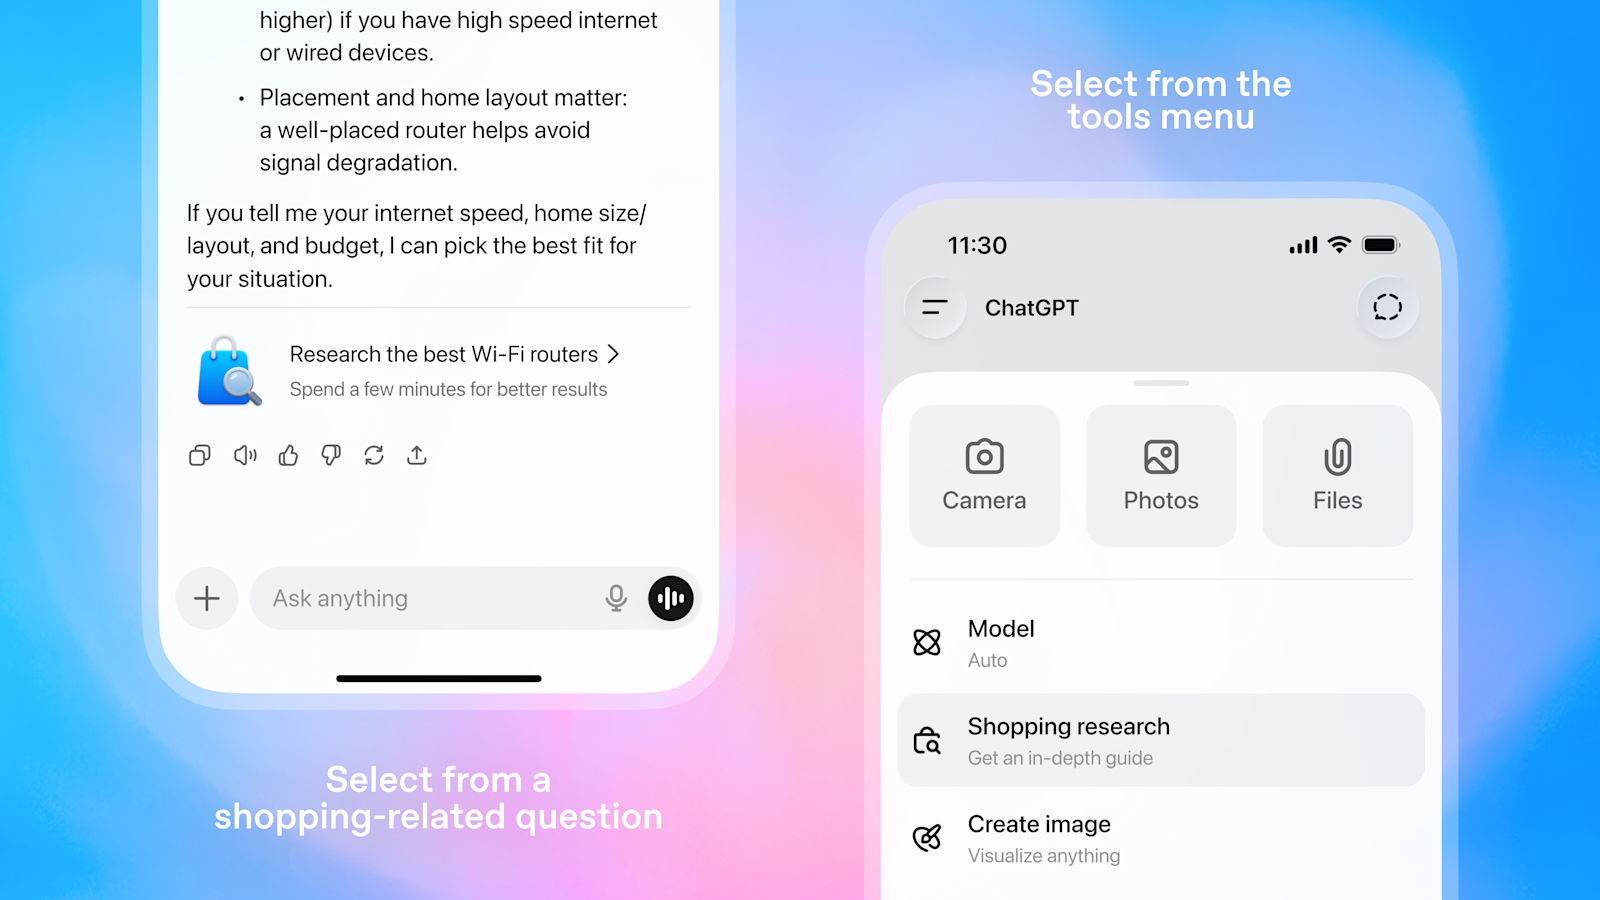 higher) if you have high speed internet
or wired devices.
• Placement and home layout matter:
a well-placed router helps avoid
signal degradation.
If you tell me your internet speed, home size/
layout, and budget, I can pick the best fit for
your situation.
Research the best Wi-Fi routers
Spend a few minutes for better results
Ask anything
Select from a
shopping-related question
Select from the
tools menu
11:30
ChatGPT
Camera
Photos
Files
Model
Auto
Shopping research
Get an in-depth guide
Create image
Visualize anything